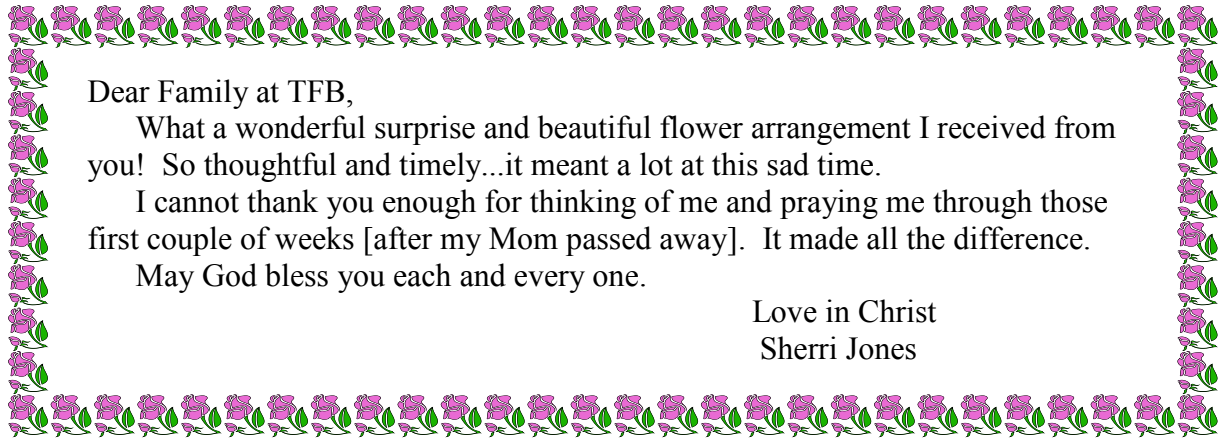 Dear Family at TFB,
What a wonderful surprise and beautiful flower arrangement I received from
you!  So thoughtful and timely...it meant a lot at this sad time.
I cannot thank you enough for thinking of me and praying me through those
first couple of weeks [after my Mom passed away].  It made all the difference.
May God bless you each and every one.
Love in Christ
Sherri Jones